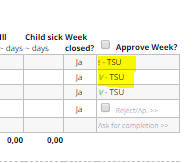 Ill Child sick Week
- days ~ days closed? Approve Week?
Ja ! - TSU
Ja V - TSU
Ja V - TSU
Ja Reject/Ap.. >>
Ask for completion >>
0,00 0,00